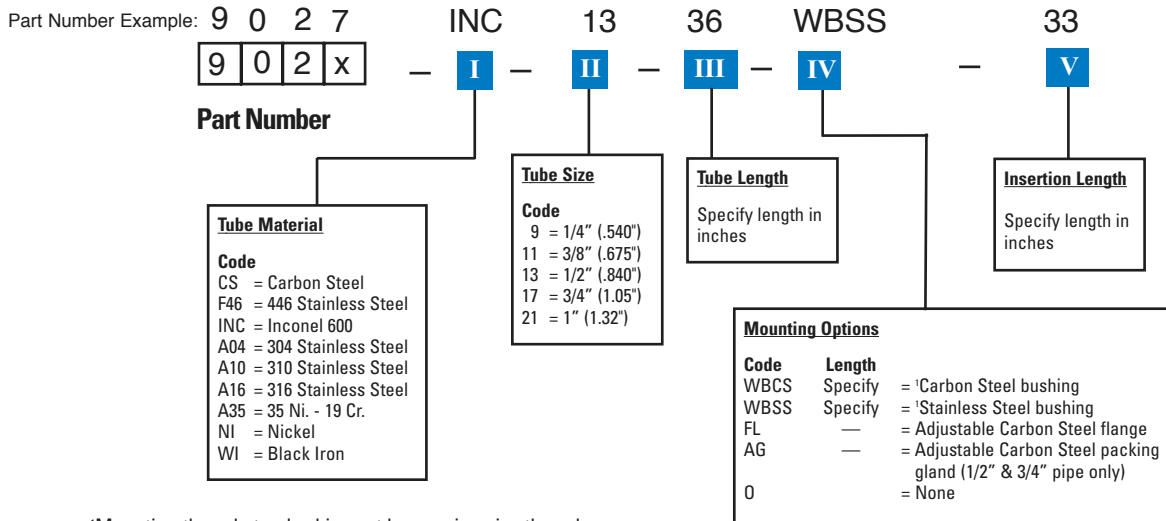 Part Number Example: 9 0 2 7 INC 13 36 WBSS 33
9 0 2 x – I – II – III – IV – V
Part Number
Tube Material
Code
CS = Carbon Steel
F46 = 446 Stainless Steel
INC = Inconel 600
A04 = 304 Stainless Steel
A10 = 310 Stainless Steel
A16 = 316 Stainless Steel
A35 = 35 Ni. - 19 Cr.
NI = Nickel
WI = Black Iron
Tube Size
Code
9 = 1/4" (.540")
11 = 3/8" (.675")
13 = 1/2" (.840")
17 = 3/4" (1.05")
21 = 1" (1.32")
Tube Length
Specify length in
inches
Mounting Options
Code Length
WBCS Specify = ¹Carbon Steel bushing
WBSS Specify = ¹Stainless Steel bushing
FL — = Adjustable Carbon Steel flange
AG — = Adjustable Carbon Steel packing
gland (1/2" & 3/4" pipe only)
0 = None
Insertion Length
Specify length in
inches